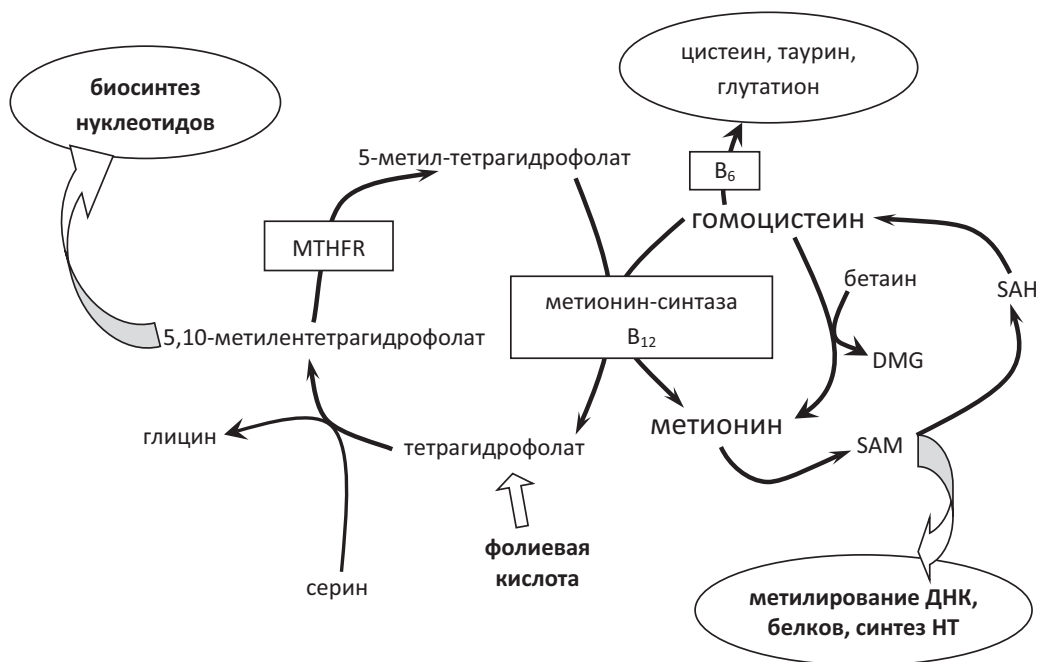 цистеин, таурин,
глутатион
биосинтез
нуклеотидов
5-метил-тетрагидрофолат
B₆
гомоцистеин
MTHFR
бетаин
SAH
метионин-синтаза
B₁₂
5,10-метилентетрагидрофолат
DMG
метионин
глицин
тетрагидрофолат
SAM
фолиевая
кислота
серин
метилирование ДНК,
белков, синтез НТ